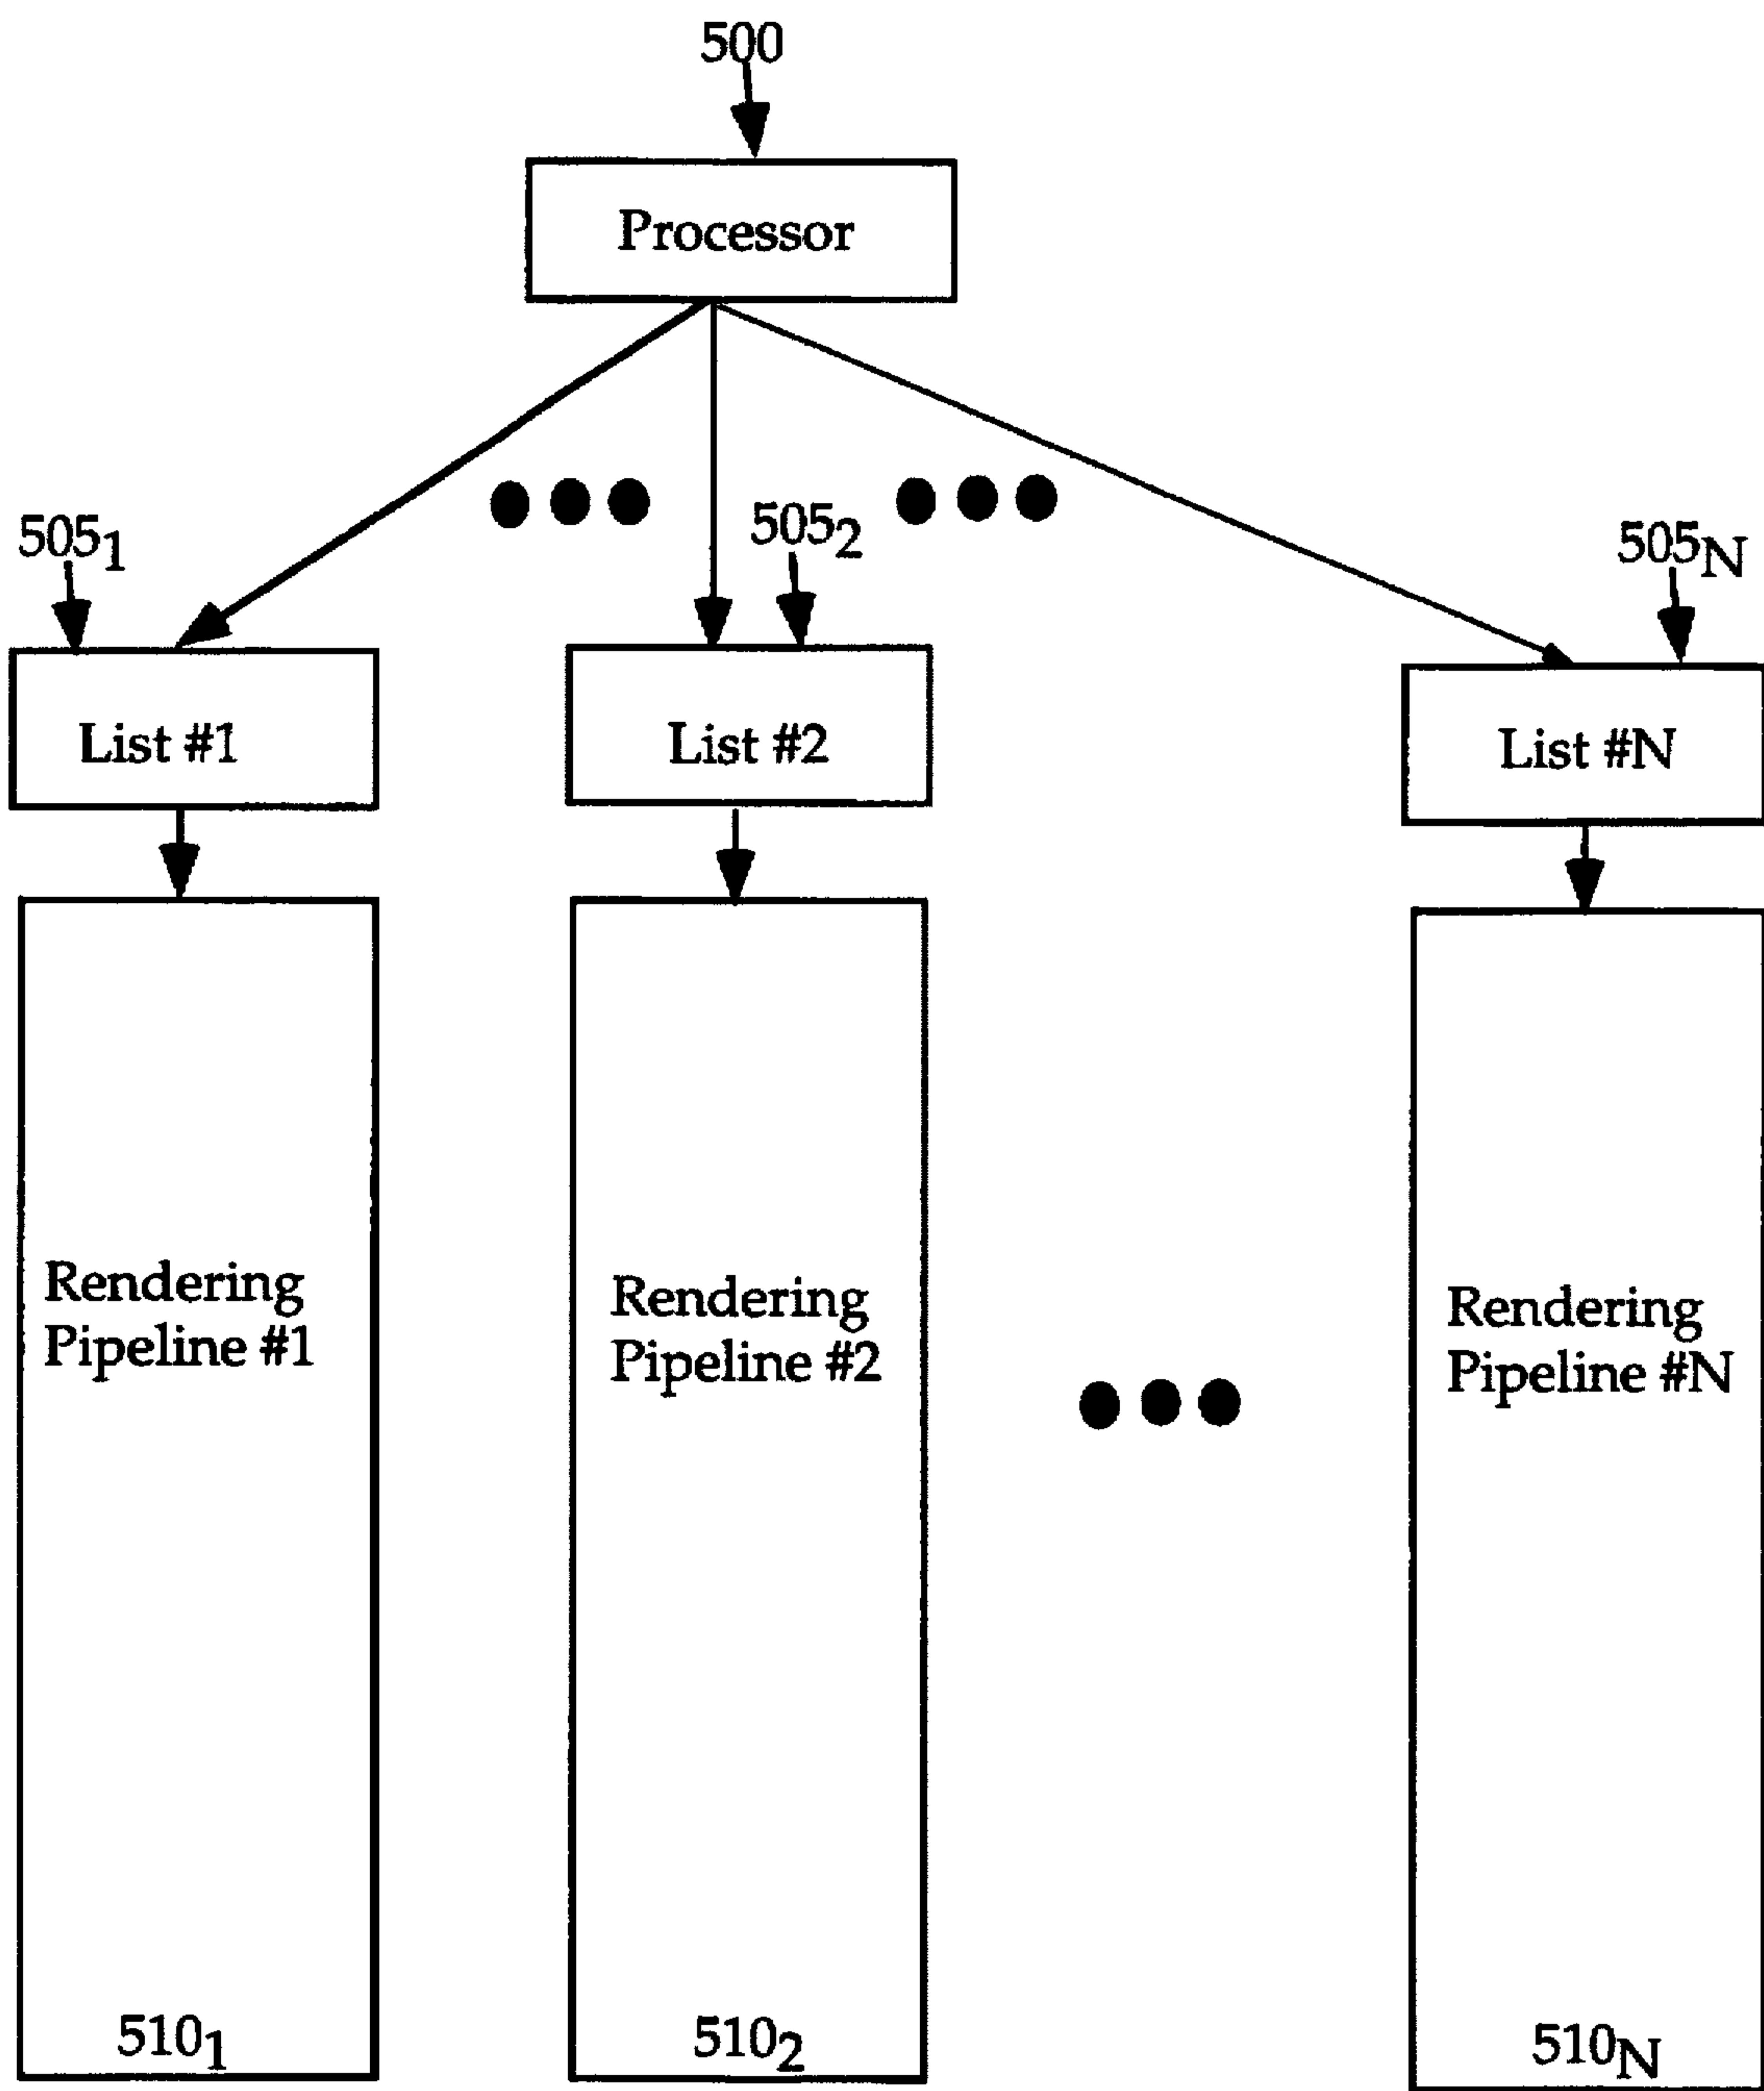 500
Processor
505₁
505₂
505N
List #1
List #2
List #N
Rendering
Pipeline #1
Rendering
Pipeline #2
Rendering
Pipeline #N
510₁
510₂
510N